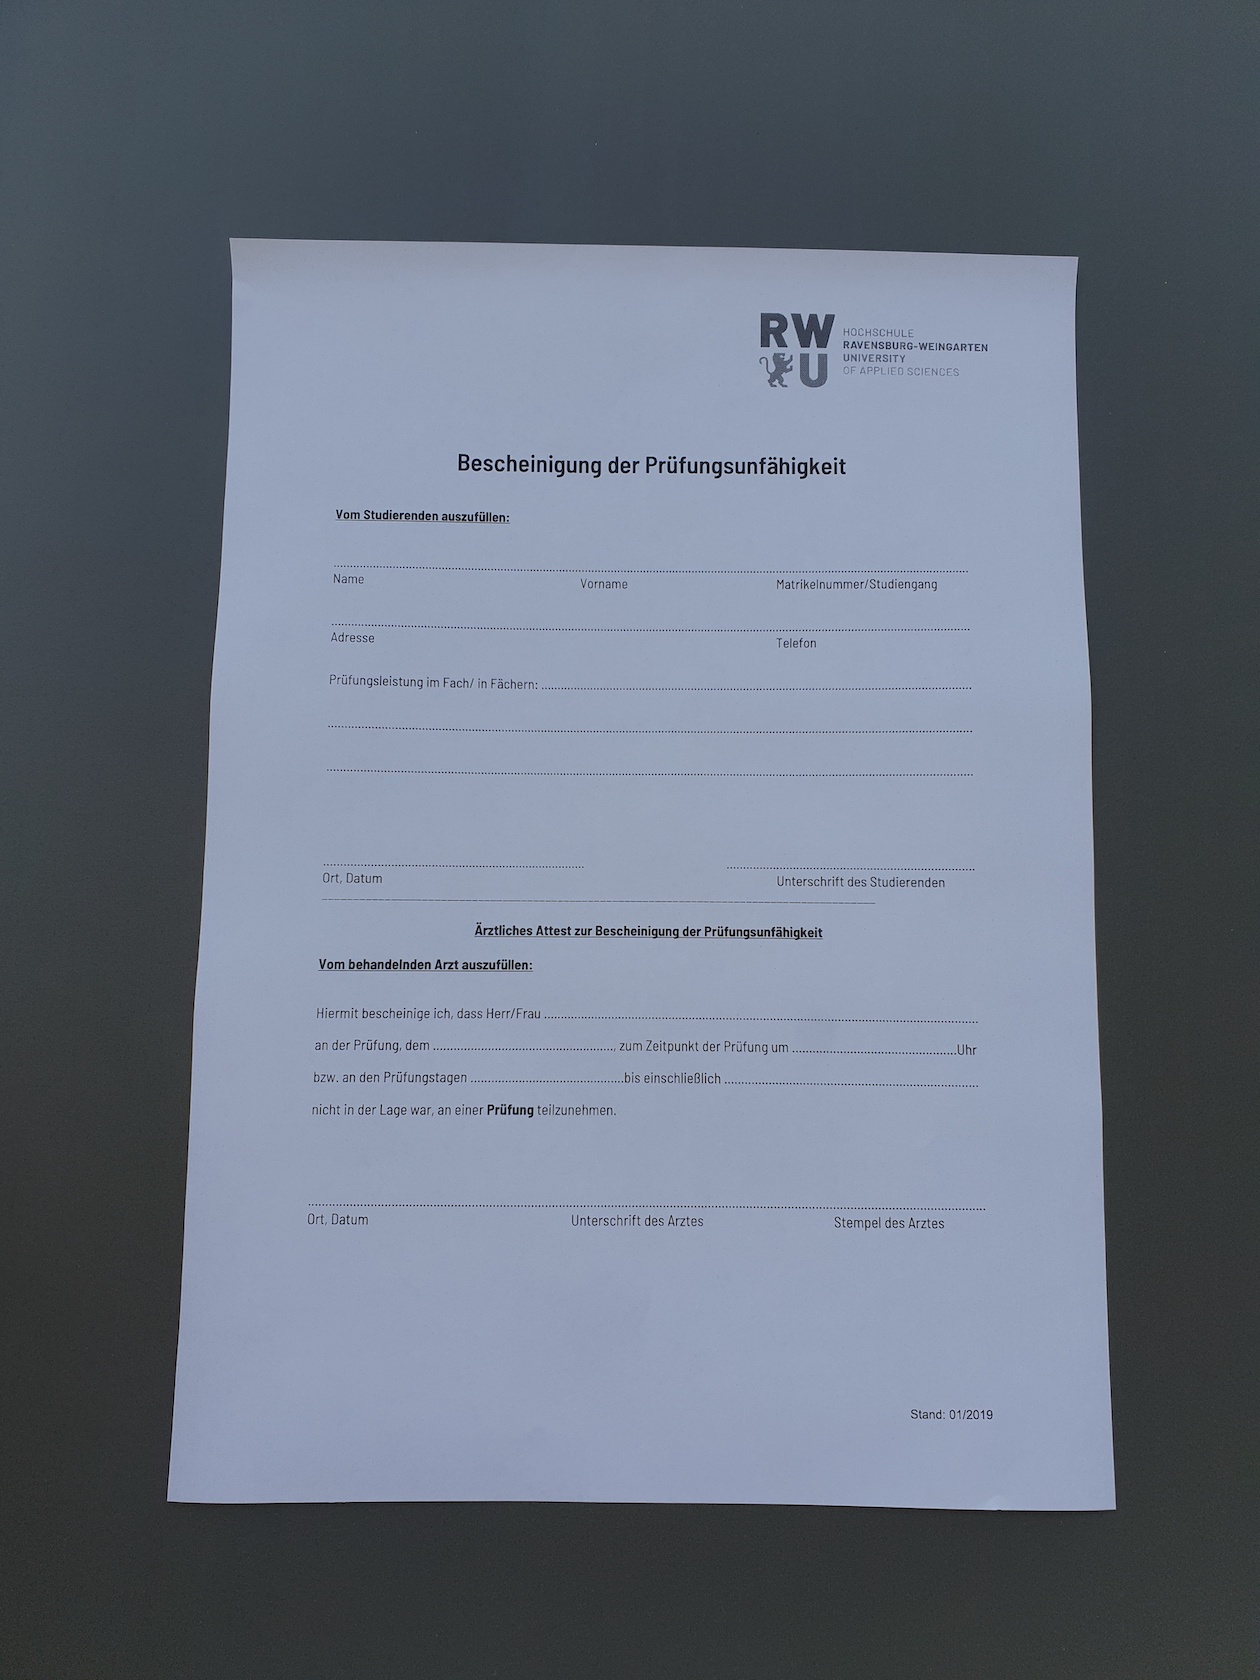 RW
U
HOCHSCHULE
RAVENSBURG-WEINGARTEN
UNIVERSITY
OF APPLIED SCIENCES
Bescheinigung der Prüfungsunfähigkeit
Vom Studierenden auszufüllen:
Name Vorname Matrikelnummer/Studiengang
Adresse Telefon
Prüfungsleistung im Fach/ in Fächern:
Ort, Datum Unterschrift des Studierenden
Ärztliches Attest zur Bescheinigung der Prüfungsunfähigkeit
Vom behandelnden Arzt auszufüllen:
Hiermit bescheinige ich, dass Herr/Frau
an der Prüfung, dem , zum Zeitpunkt der Prüfung um Uhr
bzw. an den Prüfungstagen bis einschließlich
nicht in der Lage war, an einer Prüfung teilzunehmen.
Ort, Datum Unterschrift des Arztes Stempel des Arztes
Stand: 01/2019